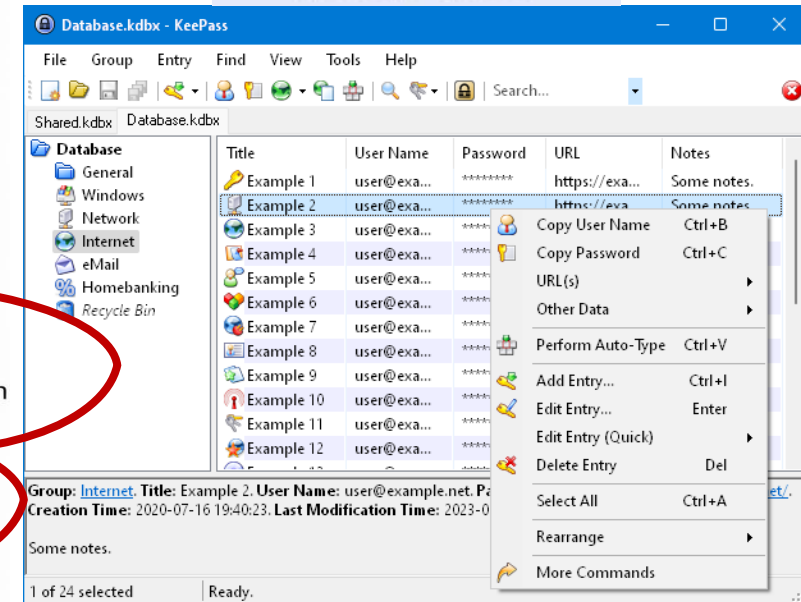 Database.kdbx - KeePass
File Group Entry Find View Tools Help
Search...
Shared.kdbx Database.kdbx
Database
General
Windows
Network
Internet
eMail
Homebanking
Recycle Bin
Title User Name Password URL Notes
Example 1 user@exa... ******** https://exa... Some notes.
Example 2 user@exa... ******** https://exa Some notes
Example 3 user@exa...
Example 4 user@exa...
Example 5 user@exa...
Example 6 user@exa...
Example 7 user@exa...
Example 8 user@exa...
Example 9 user@exa...
Example 10 user@exa...
Example 11 user@exa...
Example 12 user@exa...
Copy User Name Ctrl+B
Copy Password Ctrl+C
URL(s)
Other Data
Perform Auto-Type Ctrl+V
Add Entry... Ctrl+I
Edit Entry... Enter
Edit Entry (Quick)
Delete Entry Del
Select All Ctrl+A
Rearrange
More Commands
Group: Internet. Title: Example 2. User Name: user@example.net.
Creation Time: 2020-07-16 19:40:23. Last Modification Time:
Some notes.
1 of 24 selected Ready.